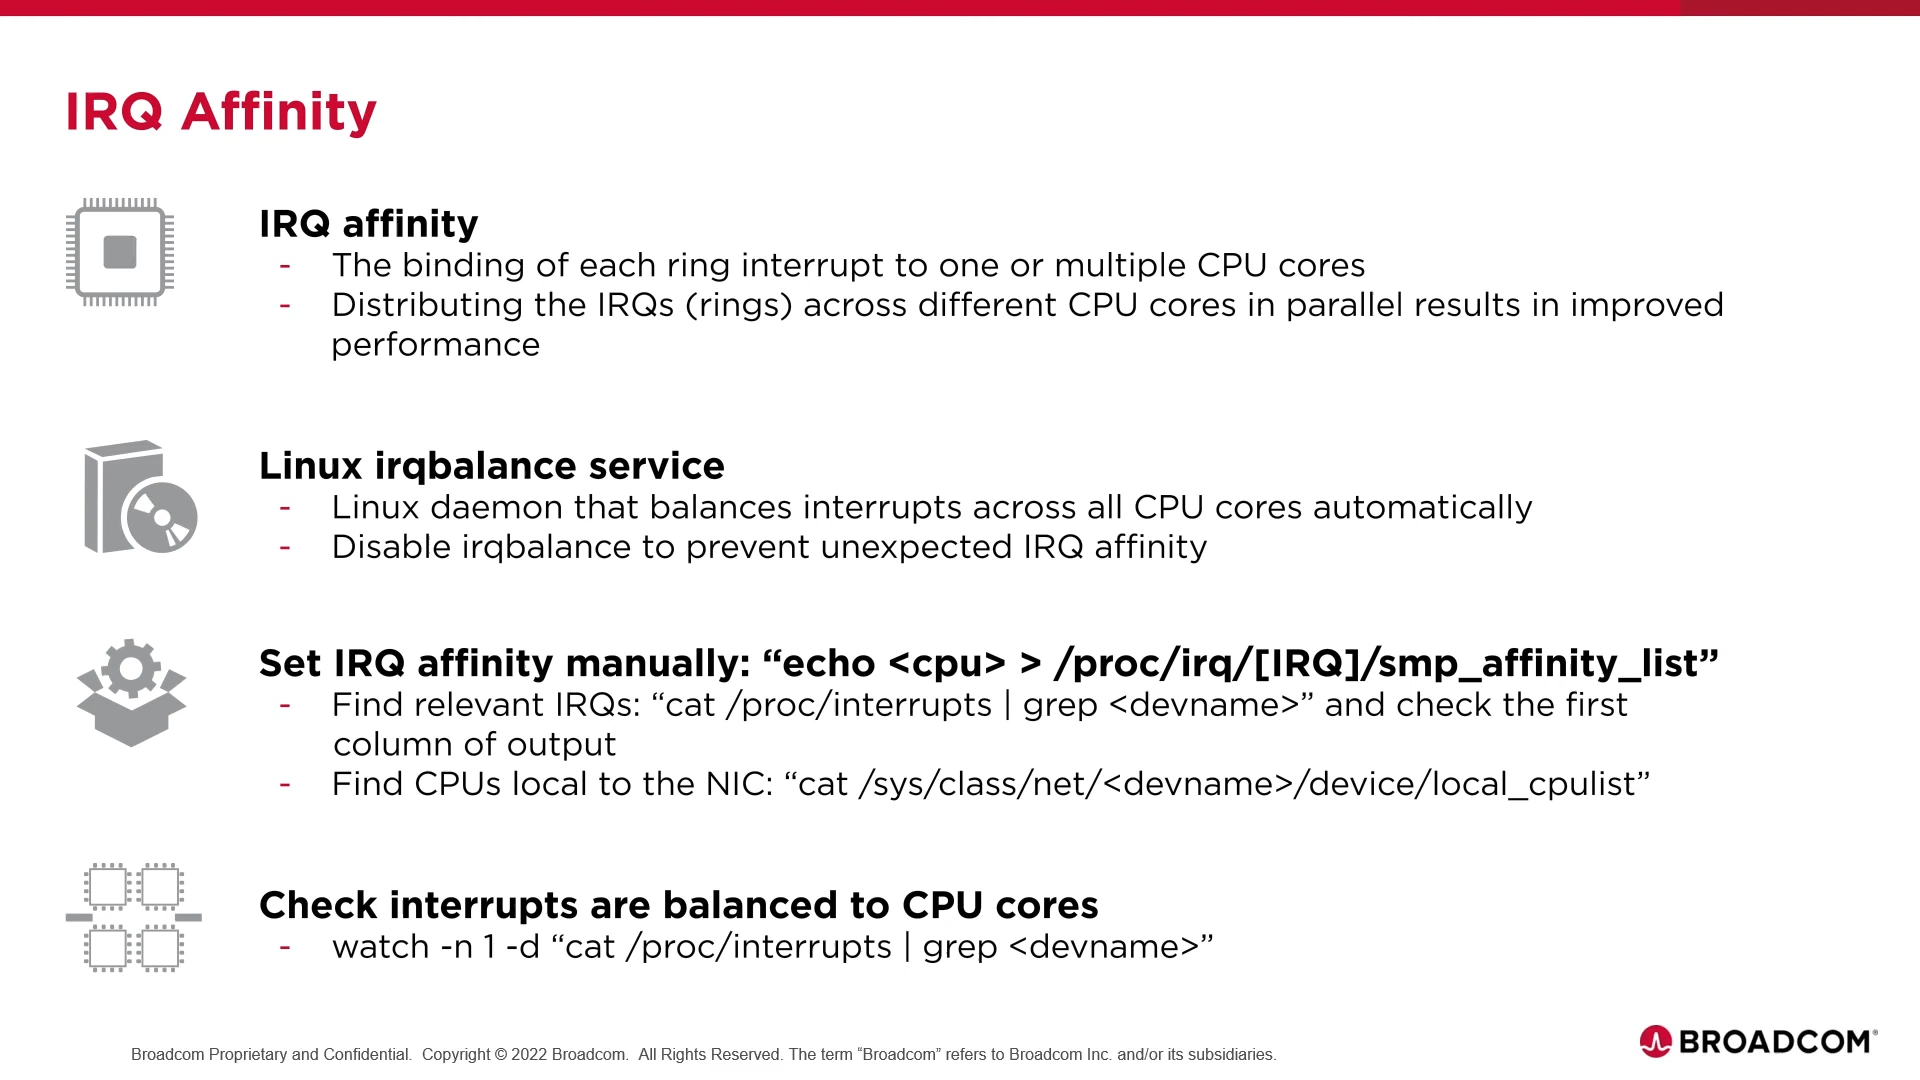 IRQ Affinity
IRQ affinity
- The binding of each ring interrupt to one or multiple CPU cores
- Distributing the IRQs (rings) across different CPU cores in parallel results in improved
performance
Linux irqbalance service
- Linux daemon that balances interrupts across all CPU cores automatically
- Disable irqbalance to prevent unexpected IRQ affinity
Set IRQ affinity manually: “echo <cpu> > /proc/irq/[IRQ]/smp_affinity_list”
- Find relevant IRQs: “cat /proc/interrupts | grep <devname>” and check the first
column of output
- Find CPUs local to the NIC: “cat /sys/class/net/<devname>/device/local_cpulist”
Check interrupts are balanced to CPU cores
- watch -n 1 -d “cat /proc/interrupts | grep <devname>”
Broadcom Proprietary and Confidential. Copyright © 2022 Broadcom. All Rights Reserved. The term “Broadcom” refers to Broadcom Inc. and/or its subsidiaries.
BROADCOM®